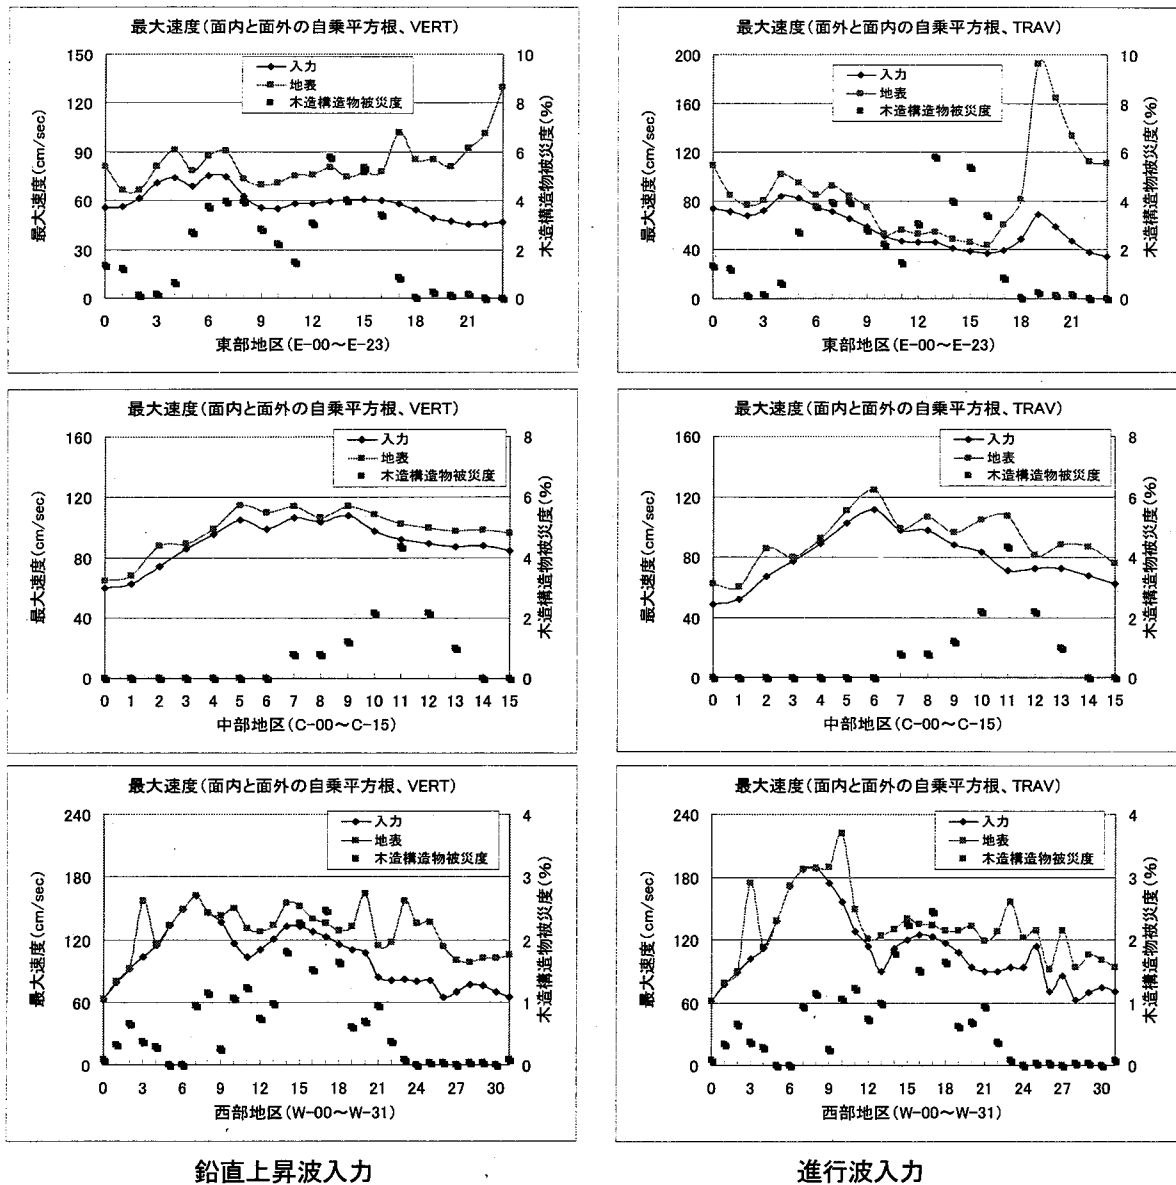 最大速度(面内と面外の自乗平方根、VERT)
入力
地表
木造構造物被災度
最大速度(cm/sec)
150
120
90
60
30
0
10
8
6
4
2
0
木造構造物被災度(%)
0 3 6 9 12 15 18 21
東部地区(E-00～E-23)
最大速度(面外と面内の自乗平方根、TRAV)
入力
地表
木造構造物被災度
最大速度(cm/sec)
200
160
120
80
40
0
10
8
6
4
2
0
木造構造物被災度(%)
0 3 6 9 12 15 18 21
東部地区(E-00～E-23)
最大速度(面内と面外の自乗平方根、VERT)
入力
地表
木造構造物被災度
最大速度(cm/sec)
160
120
80
40
0
8
6
4
2
0
木造構造物被災度(%)
0 1 2 3 4 5 6 7 8 9 10 11 12 13 14 15
中部地区(C-00～C-15)
最大速度(面内と面外の自乗平方根、TRAV)
入力
地表
木造構造物被災度
最大速度(cm/sec)
160
120
80
40
0
8
6
4
2
0
木造構造物被災度(%)
0 1 2 3 4 5 6 7 8 9 10 11 12 13 14 15
中部地区(C-00～C-15)
最大速度(面内と面外の自乗平方根、VERT)
入力
地表
木造構造物被災度
最大速度(cm/sec)
240
180
120
60
0
4
3
2
1
0
木造構造物被災度(%)
0 3 6 9 12 15 18 21 24 27 30
西部地区(W-00～W-31)
最大速度(面内と面外の自乗平方根、TRAV)
入力
地表
木造構造物被災度
最大速度(cm/sec)
240
180
120
60
0
4
3
2
1
0
木造構造物被災度(%)
0 3 6 9 12 15 18 21 24 27 30
西部地区(W-00～W-31)
鉛直上昇波入力
進行波入力